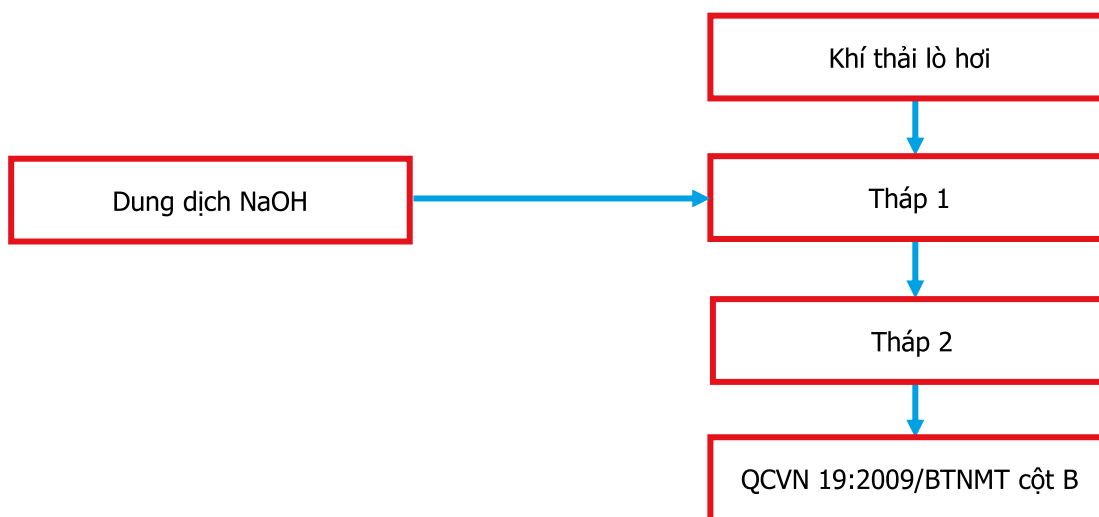 Khí thải lò hơi
Dung dịch NaOH
Tháp 1
Tháp 2
QCVN 19:2009/BTNMT cột B